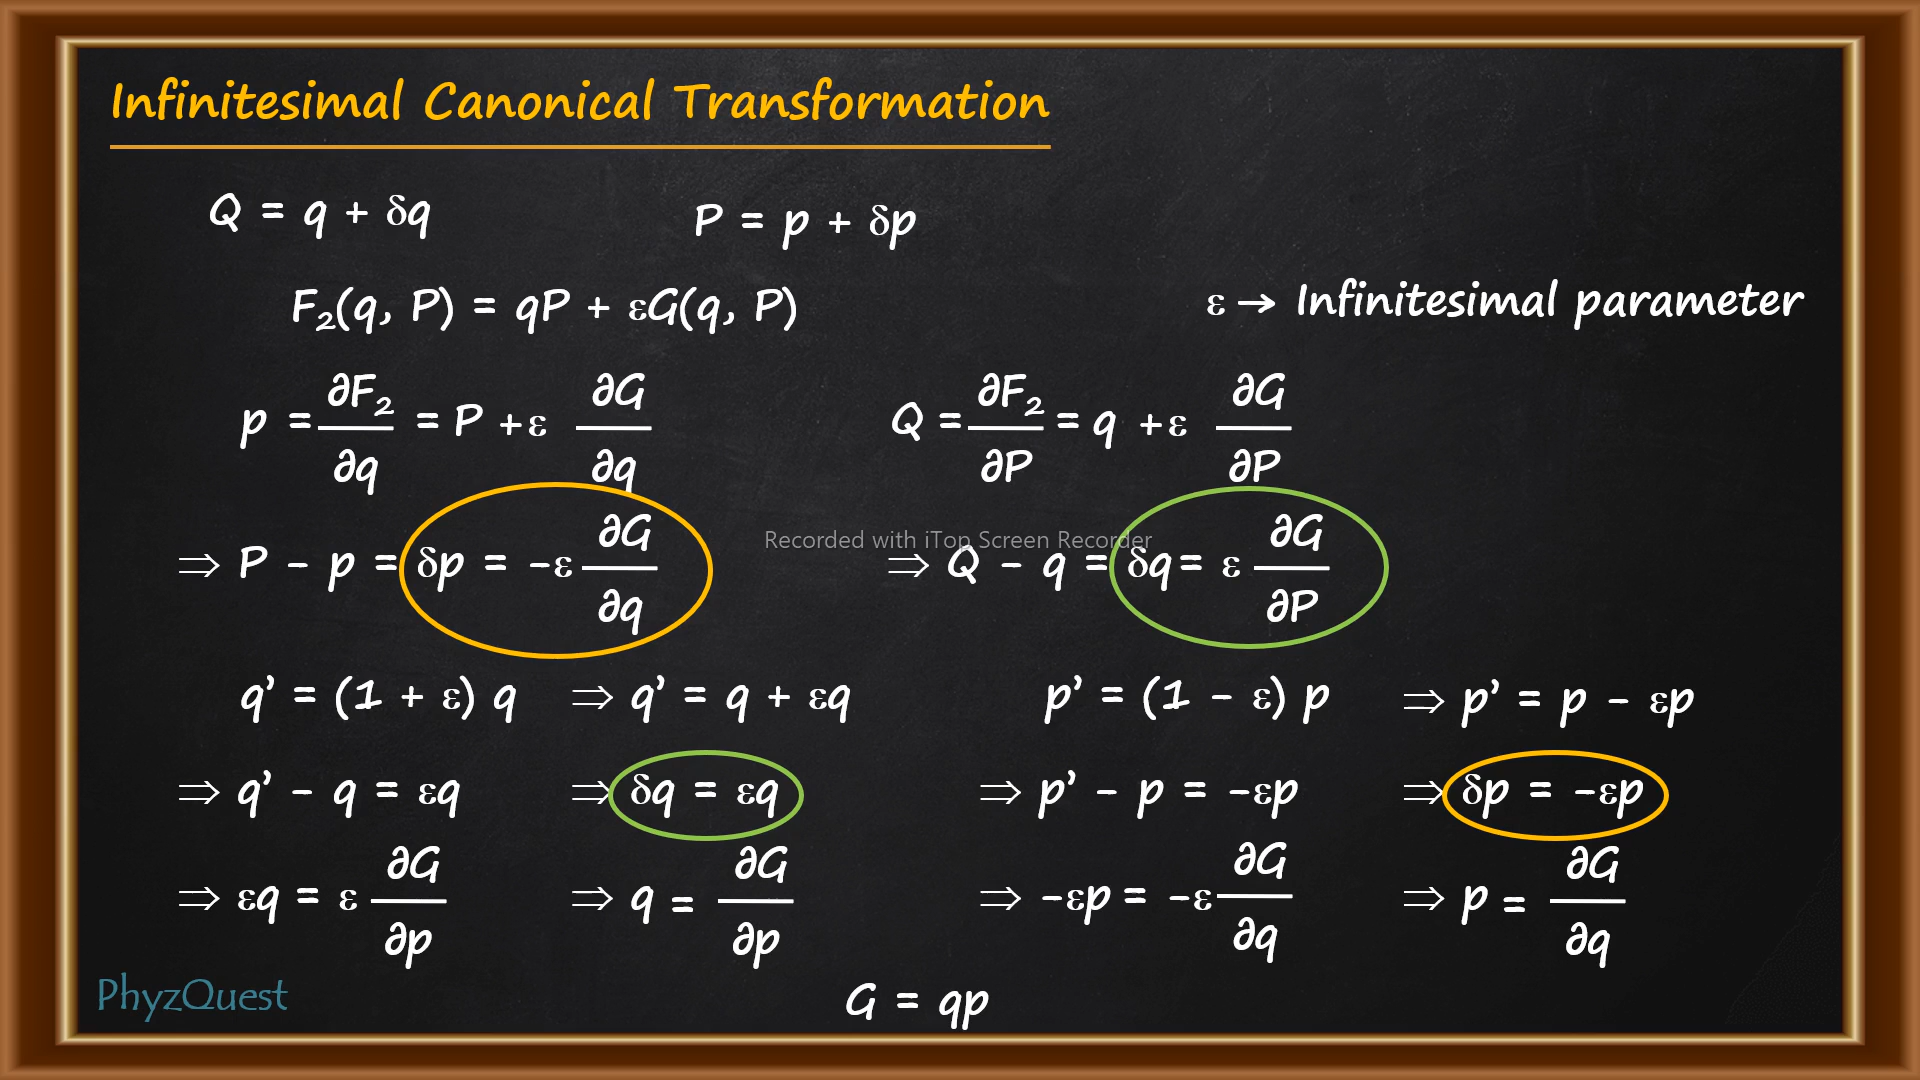 Infinitesimal Canonical Transformation
Q = q + δq P = p + δp
F₂(q, P) = qP + εG(q, P) ε → Infinitesimal parameter
p = ∂F₂/∂q = P + ε ∂G/∂q Q = ∂F₂/∂P = q + ε ∂G/∂P
Recorded with iTop Screen Recorder
⇒ P - p = δp = -ε ∂G/∂q ⇒ Q - q = δq = ε ∂G/∂P
q' = (1 + ε) q ⇒ q' = q + εq p' = (1 - ε) p ⇒ p' = p - εp
⇒ q' - q = εq ⇒ δq = εq ⇒ p' - p = -εp ⇒ δp = -εp
⇒ εq = ε ∂G/∂p ⇒ q = ∂G/∂p ⇒ -εp = -ε ∂G/∂q ⇒ p = ∂G/∂q
PhyzQuest
G = qp